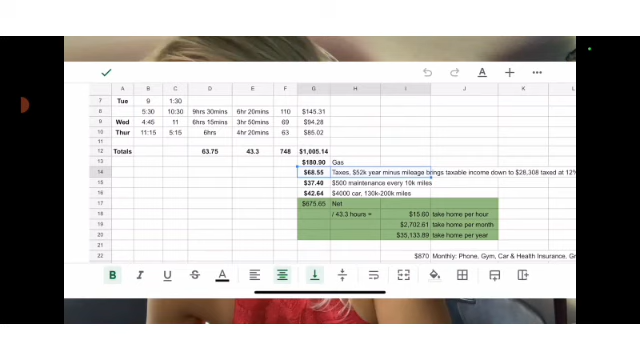 A B C D E F G H I J K L
7 Tue 9 1:30
8 5:30 10:30 9hrs 30mins 6hr 20mins 110 $145.31
9 Wed 4:45 11 6hrs 15mins 3hr 50mins 69 $94.28
10 Thur 11:15 5:15 6hrs 4hr 20mins 63 $85.02
11
12 Totals 63.75 43.3 748 $1,005.14
13 $180.90 Gas
14 $68.55 Taxes, $52k year minus mileage brings taxable income down to $28,308 taxed at 12%
15 $37.40 $500 maintenance every 10k miles
16 $42.64 $4000 car, 130k-200k miles
17 $675.65 Net
18 / 43.3 hours = $15.60 take home per hour
19 $2,702.61 take home per month
20 $35,133.89 take home per year
22 $870 Monthly: Phone, Gym, Car & Health Insurance,
B I U S A